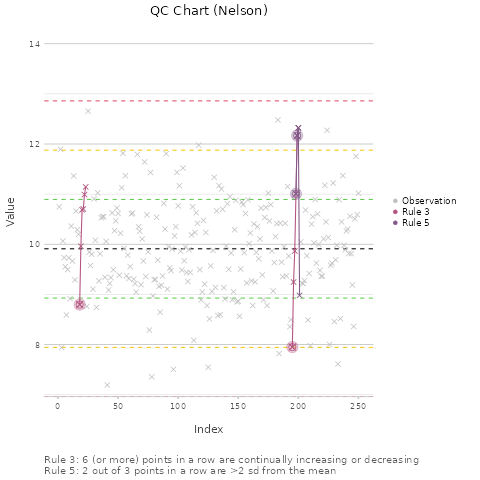 QC Chart (Nelson)
14
12
10
8
Value
0
50
100
150
200
250
Index
Observation
Rule 3
Rule 5
Rule 3: 6 (or more) points in a row are continually increasing or decreasing
Rule 5: 2 out of 3 points in a row are >2 sd from the mean